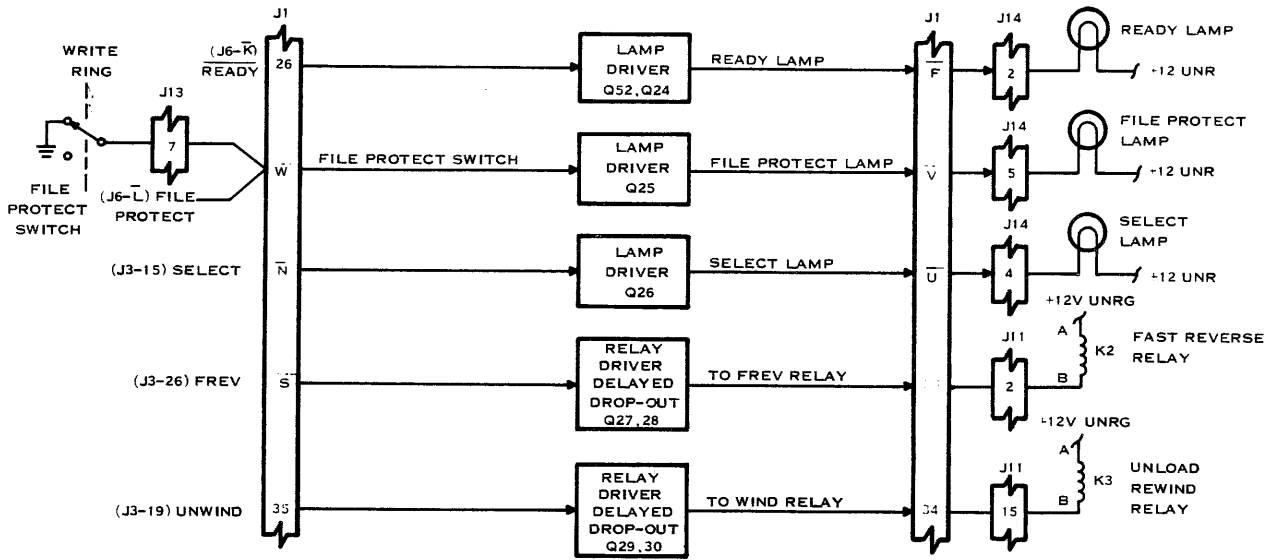 J1
J1
J14
READY LAMP
WRITE
RING
(J6-K̅)
R̅E̅A̅D̅Y̅
26
LAMP
DRIVER
Q52, Q24
READY LAMP
F̅
2
+12 UNR
J13
J14
FILE PROTECT
LAMP
7
FILE PROTECT SWITCH
W̅
LAMP
DRIVER
Q25
FILE PROTECT LAMP
V̅
5
+12 UNR
FILE
PROTECT
SWITCH
(J6-L̅) FILE
PROTECT
J14
SELECT
LAMP
(J3-15) SELECT
N̅
LAMP
DRIVER
Q26
SELECT LAMP
U̅
4
+12 UNR
+12V UNRG
J11
A
K2
FAST REVERSE
RELAY
B
(J3-26) FREV
S̅
RELAY
DRIVER
DELAYED
DROP-OUT
Q27, 28
TO FREV RELAY
2
+12V UNRG
J11
A
K3
UNLOAD
REWIND
RELAY
B
(J3-19) UNWIND
35
RELAY
DRIVER
DELAYED
DROP-OUT
Q29, 30
TO WIND RELAY
34
15